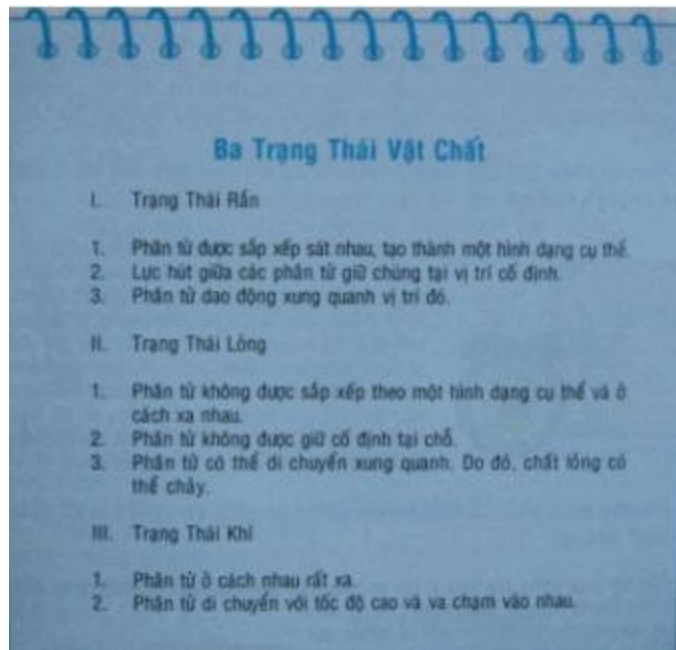 Ba Trạng Thái Vật Chất
I. Trạng Thái Rắn
1. Phân tử được sắp xếp sát nhau, tạo thành một hình dạng cụ thể.
2. Lực hút giữa các phân tử giữ chúng tại vị trí cố định.
3. Phân tử dao động xung quanh vị trí đó.
II. Trạng Thái Lỏng
1. Phân tử không được sắp xếp theo một hình dạng cụ thể và ở
cách xa nhau.
2. Phân tử không được giữ cố định tại chỗ.
3. Phân tử có thể di chuyển xung quanh. Do đó, chất lỏng có
thể chảy.
III. Trạng Thái Khí
1. Phân tử ở cách nhau rất xa.
2. Phân tử di chuyển với tốc độ cao và va chạm vào nhau.